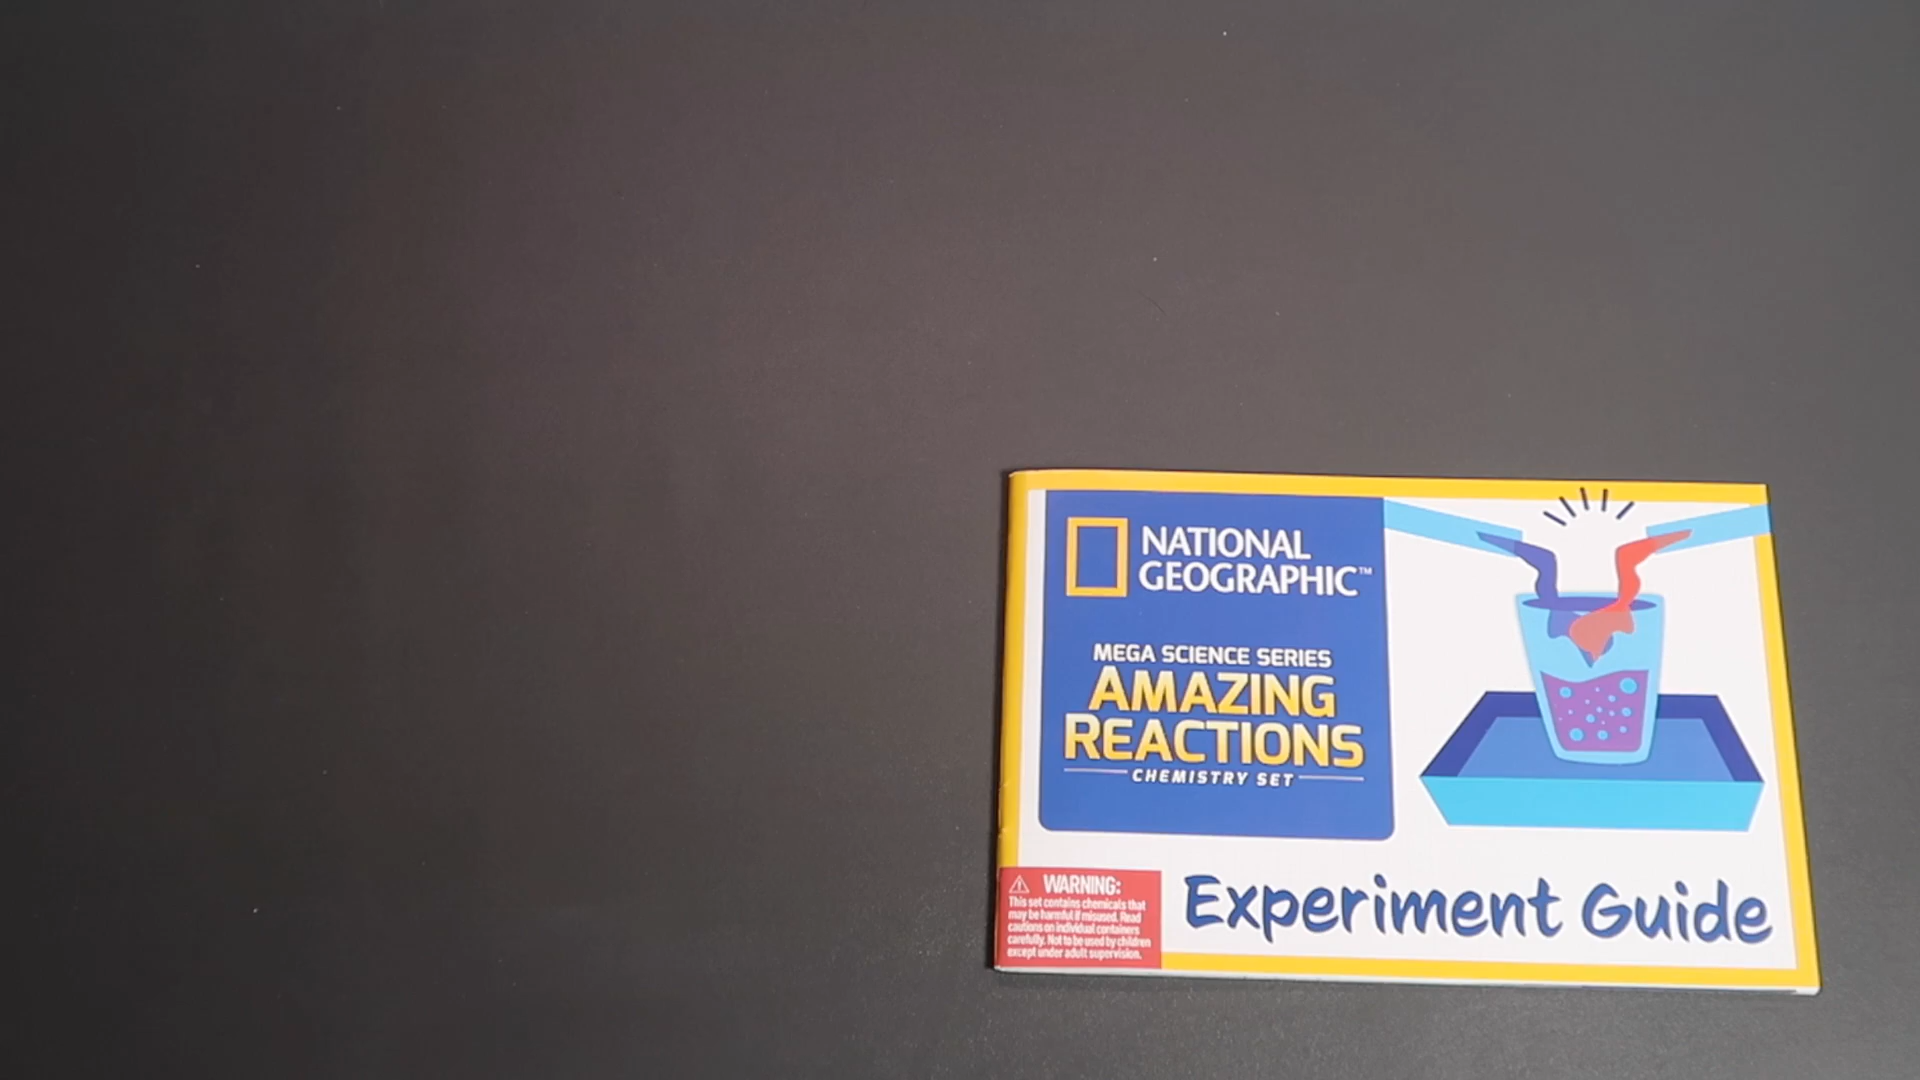 NATIONAL
GEOGRAPHIC™
MEGA SCIENCE SERIES
AMAZING
REACTIONS
CHEMISTRY SET
WARNING:
This set contains chemicals that
may be harmful if misused. Read
cautions on individual containers
carefully. Not to be used by children
except under adult supervision.
Experiment Guide